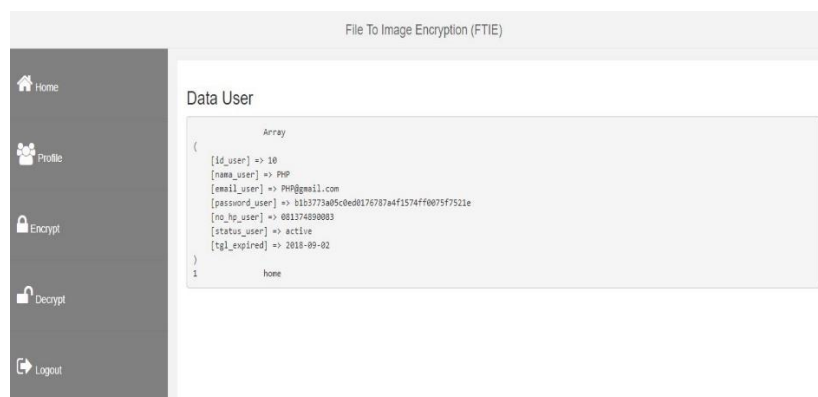 File To Image Encryption (FTIE)
Home
Profile
Encrypt
Decrypt
Logout
Data User
Array
(
[id_user] => 10
[nama_user] => PHP
[email_user] => PHP@gmail.com
[password_user] => b1b3773a05c0ed0176787a4f1574ff0075f7521e
[no_hp_user] => 081374890083
[status_user] => active
[tgl_expired] => 2018-09-02
)
1 home